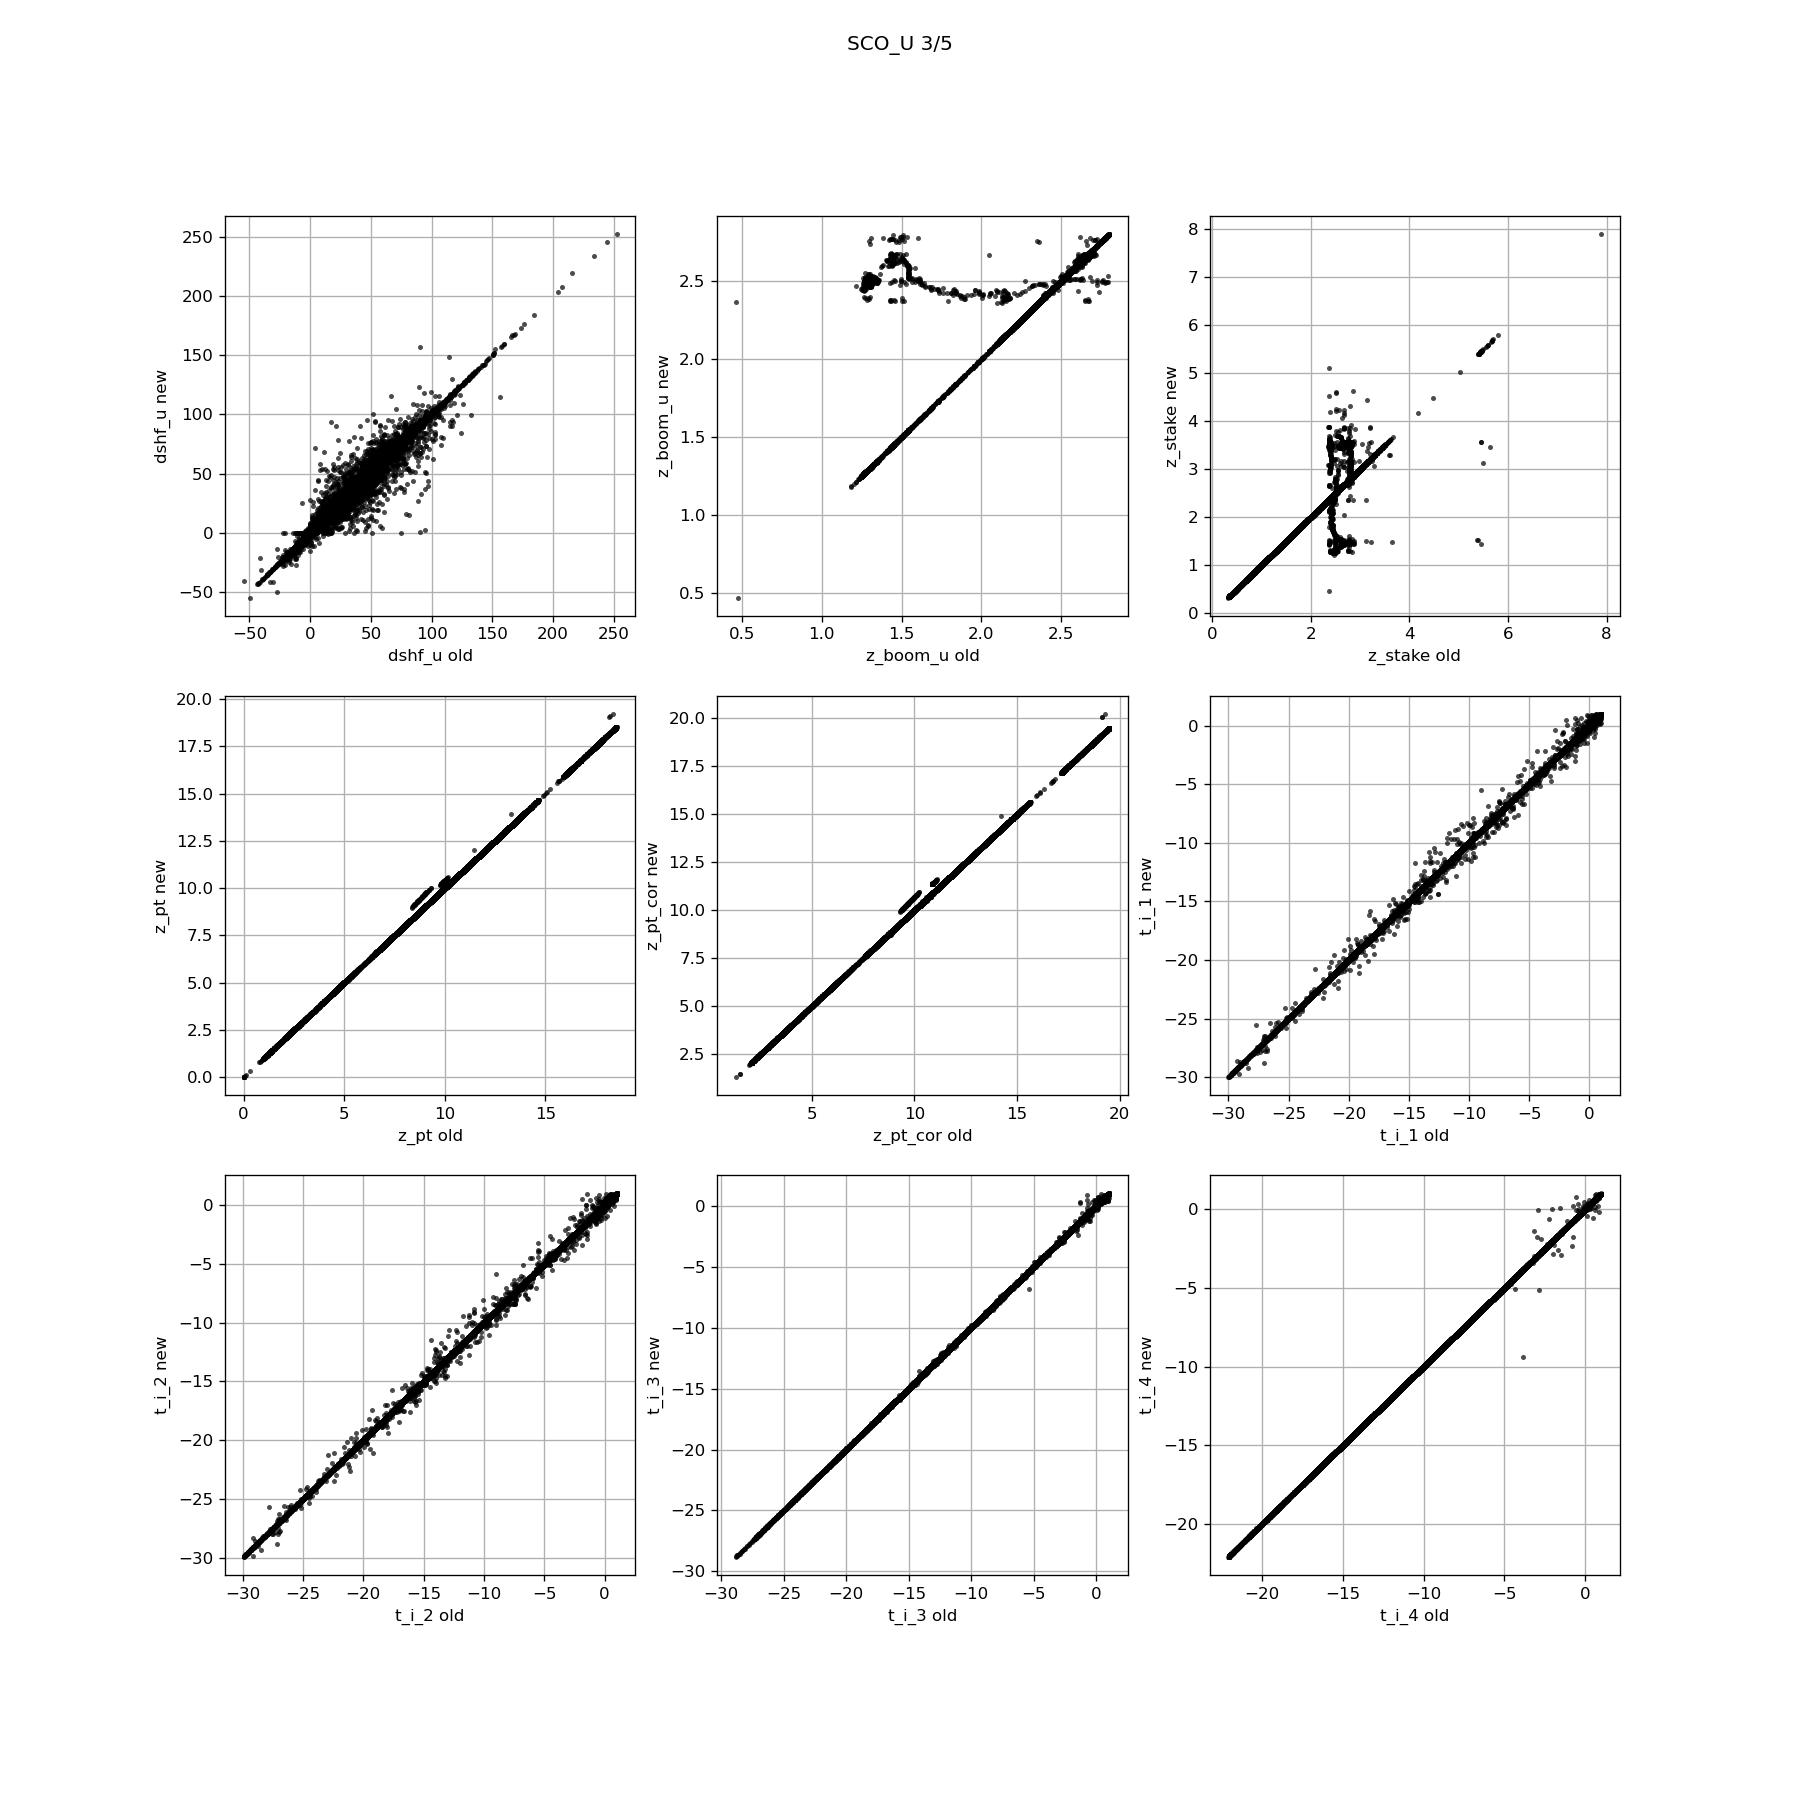 SCO_U 3/5
250
200
150
100
50
0
−50
dshf_u new
−50 0 50 100 150 200 250
dshf_u old
2.5
2.0
1.5
1.0
0.5
z_boom_u new
0.5 1.0 1.5 2.0 2.5
z_boom_u old
8
7
6
5
4
3
2
1
0
z_stake new
0 2 4 6 8
z_stake old
20.0
17.5
15.0
12.5
10.0
7.5
5.0
2.5
0.0
z_pt new
0 5 10 15
z_pt old
20.0
17.5
15.0
12.5
10.0
7.5
5.0
2.5
z_pt_cor new
5 10 15 20
z_pt_cor old
0
−5
−10
−15
−20
−25
−30
t_i_1 new
−30 −25 −20 −15 −10 −5 0
t_i_1 old
0
−5
−10
−15
−20
−25
−30
t_i_2 new
−30 −25 −20 −15 −10 −5 0
t_i_2 old
0
−5
−10
−15
−20
−25
−30
t_i_3 new
−30 −25 −20 −15 −10 −5 0
t_i_3 old
0
−5
−10
−15
−20
t_i_4 new
−20 −15 −10 −5 0
t_i_4 old